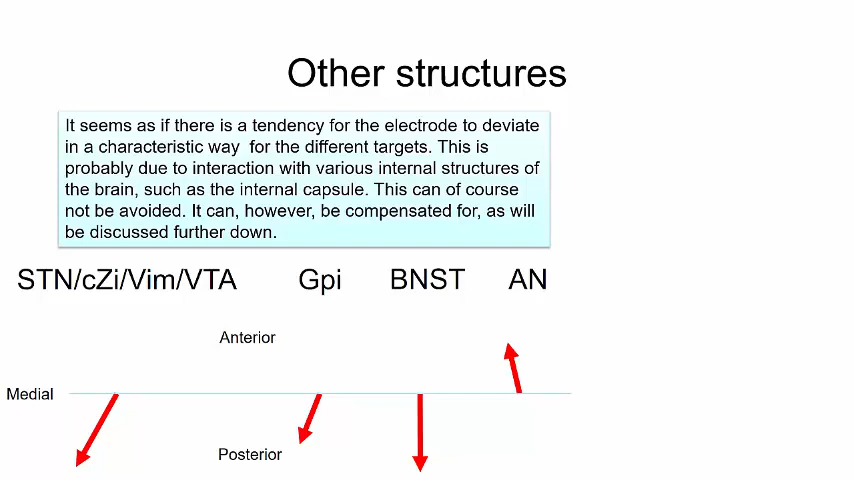 Other structures
It seems as if there is a tendency for the electrode to deviate
in a characteristic way  for the different targets. This is
probably due to interaction with various internal structures of
the brain, such as the internal capsule. This can of course
not be avoided. It can, however, be compensated for, as will
be discussed further down.
STN/cZi/Vim/VTA Gpi BNST AN
Anterior
Medial
Posterior